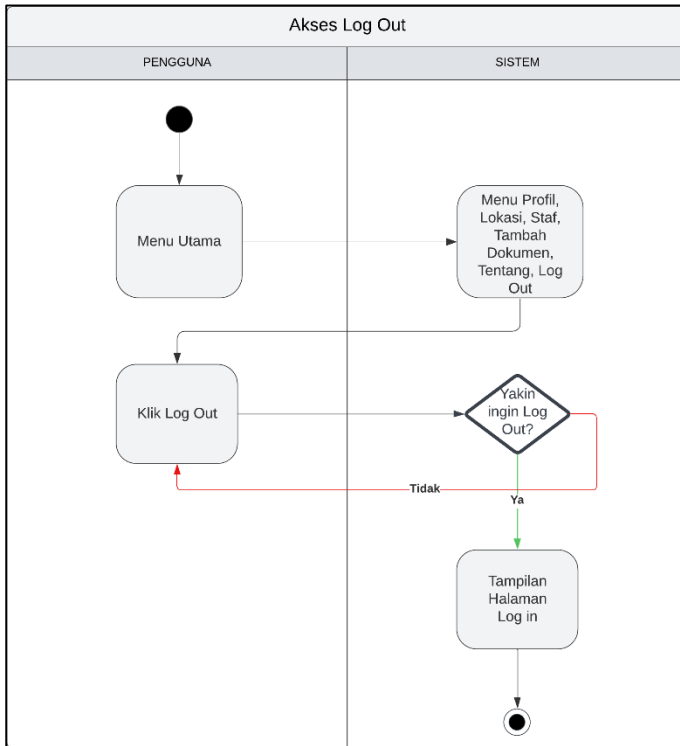 Akses Log Out
PENGGUNA
SISTEM
Menu Utama
Menu Profil,
Lokasi, Staf,
Tambah
Dokumen,
Tentang, Log
Out
Klik Log Out
Yakin
ingin Log
Out?
Tidak
Ya
Tampilan
Halaman
Log in